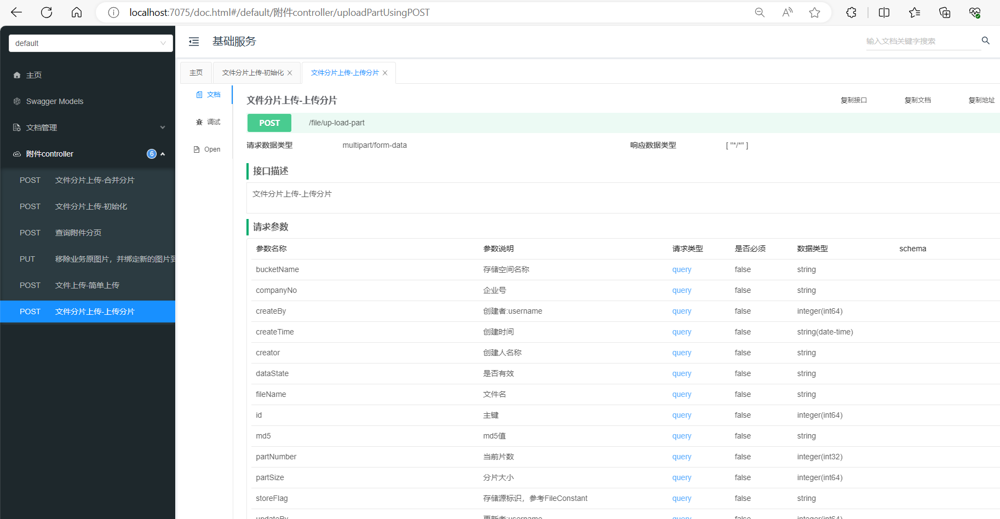 localhost:7075/doc.html#/default/附件controller/uploadPartUsingPOST
default
基础服务
输入文档关键字搜索
主页
Swagger Models
文档管理
附件controller 6
POST 文件分片上传-合并分片
POST 文件分片上传-初始化
POST 查询附件分页
PUT 移除业务原图片，并绑定新的图片到
POST 文件上传-简单上传
POST 文件分片上传-上传分片
主页 文件分片上传-初始化 文件分片上传-上传分片
文档
调试
Open
文件分片上传-上传分片 复制接口 复制文档 复制地址
POST /file/up-load-part
请求数据类型 multipart/form-data 响应数据类型 [ "*/*" ]
接口描述
文件分片上传-上传分片
请求参数
参数名称 参数说明 请求类型 是否必须 数据类型 schema
bucketName 存储空间名称 query false string
companyNo 企业号 query false string
createBy 创建者:username query false integer(int64)
createTime 创建时间 query false string(date-time)
creator 创建人名称 query false string
dataState 是否有效 query false string
fileName 文件名 query false string
id 主键 query false integer(int64)
md5 md5值 query false string
partNumber 当前片数 query false integer(int32)
partSize 分片大小 query false integer(int64)
storeFlag 存储源标识，参考FileConstant query false string
updateBy 更新者:username query false integer(int64)